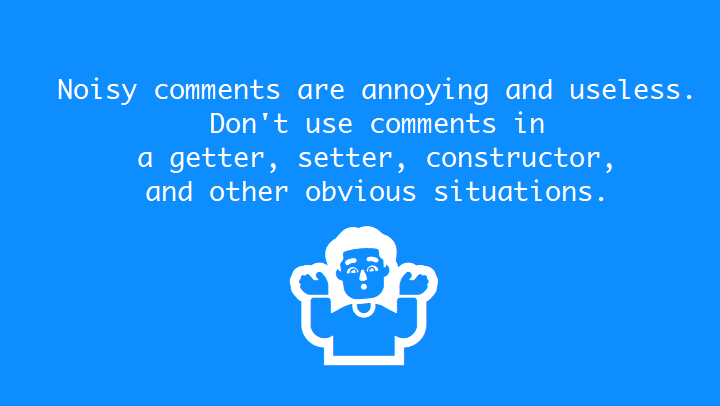 Noisy comments are annoying and useless.
Don't use comments in
a getter, setter, constructor,
and other obvious situations.